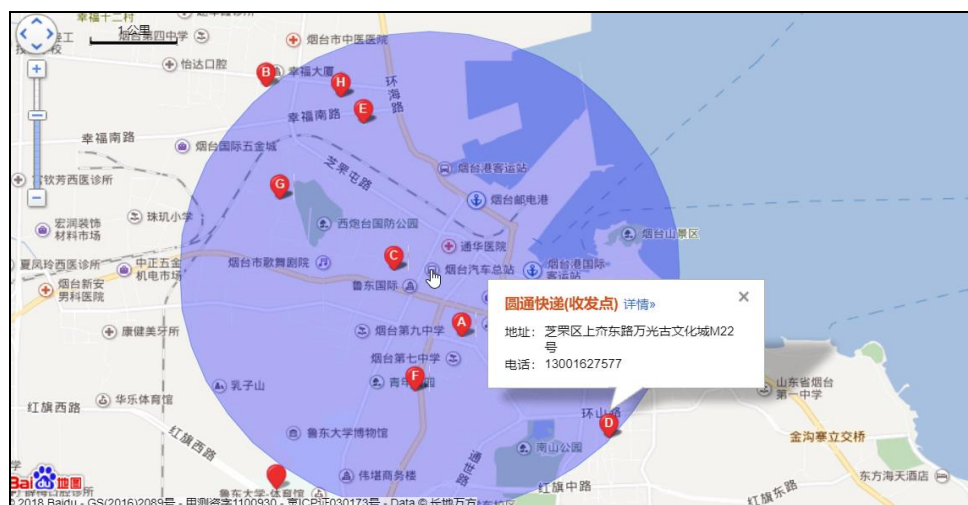 幸福十二村
1公里
烟台第四中学
烟台市中医医院
怡达口腔
B
幸福大厦
H
环海路
E
幸福南路
幸福南路
烟台国际五金城
芝罘屯路
烟台港客运站
G
烟台邮电港
珠玑小学
西炮台国防公园
宏润装饰
材料市场
烟台山景区
通华医院
C
夏凤玲西医诊所
中正五金
机电市场
烟台市歌舞剧院
烟台汽车总站
烟台港国际
客运站
烟台新安
男科医院
鲁东国际
圆通快递(收发点) 详情»
地址： 芝罘区上夼东路万光古文化城M22
号
电话： 13001627577
A
康健美牙所
烟台第九中学
烟台第七中学
F
乳子山
山东省烟台
第一中学
红旗西路
华乐体育馆
环山路
D
鲁东大学博物馆
红旗西路
南山公园
金沟寨立交桥
通世路
伟堪商务楼
东方海天酒店
Bai du 地图
鲁东大学-体育馆
红旗中路
红旗东路
© 2018 Baidu - GS(2016)2089号 - 甲测资字1100930 - 京ICP证030173号 - Data © 长地万方